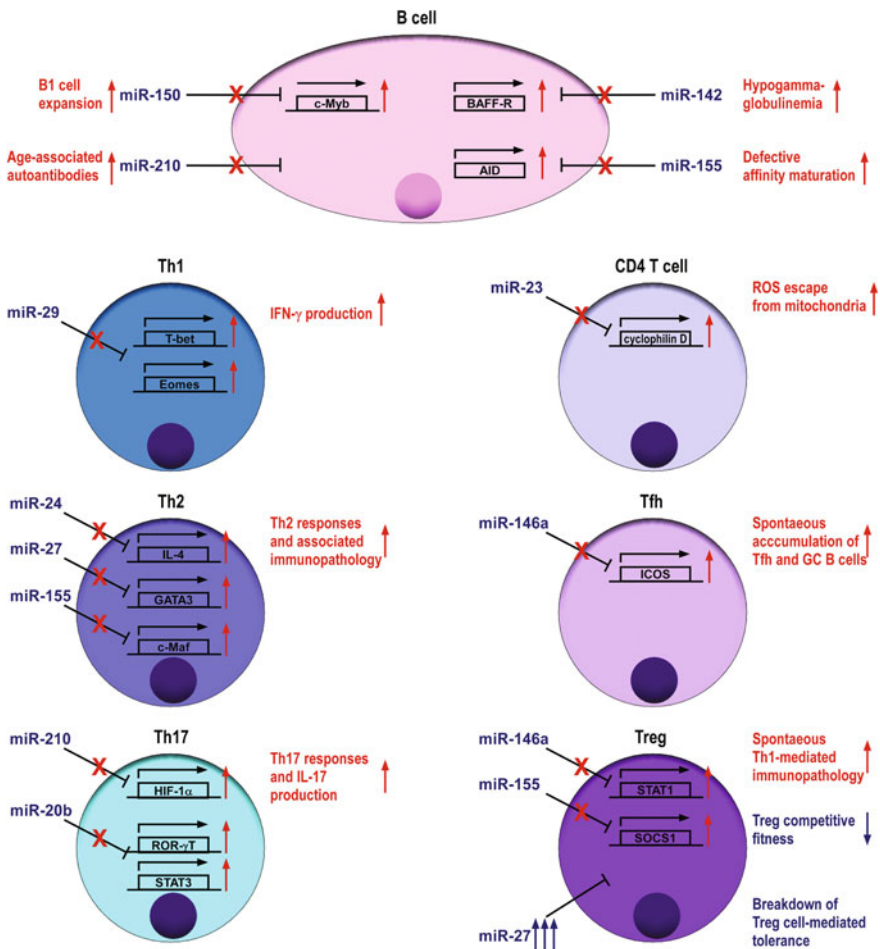 B cell
B1 cell
expansion
miR-150
c-Myb
BAFF-R
miR-142
Hypogamma-
globulinemia
Age-associated
autoantibodies
miR-210
AID
miR-155
Defective
affinity maturation
Th1
miR-29
T-bet
Eomes
IFN-γ production
CD4 T cell
miR-23
cyclophilin D
ROS escape
from mitochondria
Th2
miR-24
miR-27
miR-155
IL-4
GATA3
c-Maf
Th2 responses
and associated
immunopathology
Tfh
miR-146a
ICOS
Spontaeous
acccumulation of
Tfh and GC B cells
Th17
miR-210
miR-20b
HIF-1α
ROR-γT
STAT3
Th17 responses
and IL-17
production
Treg
miR-146a
miR-155
miR-27
STAT1
SOCS1
Spontaneous
Th1-mediated
immunopathology
Treg competitive
fitness
Breakdown of
Treg cell-mediated
tolerance